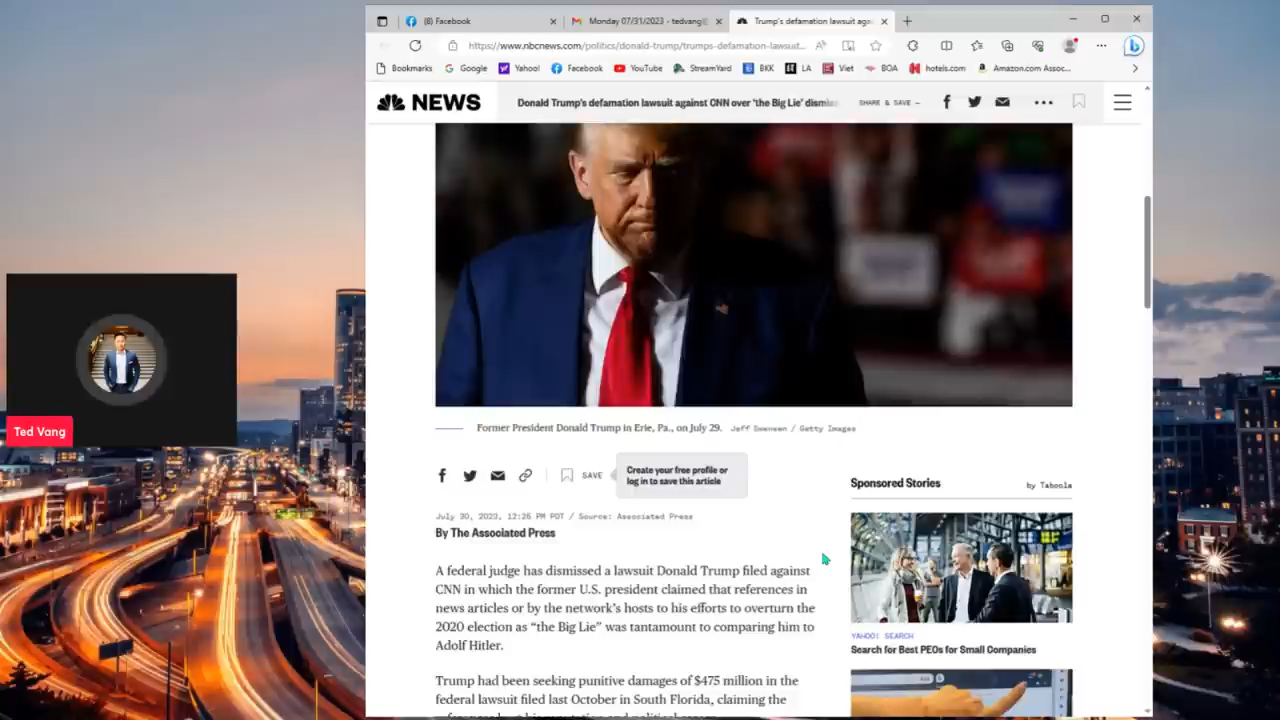 (8) Facebook
Monday 07/31/2023 - tedvang@
Trump's defamation lawsuit aga
https://www.nbcnews.com/politics/donald-trump/trumps-defamation-lawsuit...
Bookmarks
Google
Yahoo!
Facebook
YouTube
StreamYard
BKK
LA
Viet
BOA
hotels.com
Amazon.com Assoc...
NEWS
Donald Trump's defamation lawsuit against CNN over 'the Big Lie' dismiss
SHARE & SAVE —
Former President Donald Trump in Erie, Pa., on July 29. Jeff Swensen / Getty Images
SAVE
Create your free profile or
log in to save this article
Sponsored Stories
by Taboola
July 30, 2023, 12:26 PM PDT / Source: Associated Press
By The Associated Press
A federal judge has dismissed a lawsuit Donald Trump filed against
CNN in which the former U.S. president claimed that references in
news articles or by the network's hosts to his efforts to overturn the
2020 election as “the Big Lie” was tantamount to comparing him to
Adolf Hitler.
Trump had been seeking punitive damages of $475 million in the
federal lawsuit filed last October in South Florida, claiming the
YAHOO! SEARCH
Search for Best PEOs for Small Companies
Ted Vang